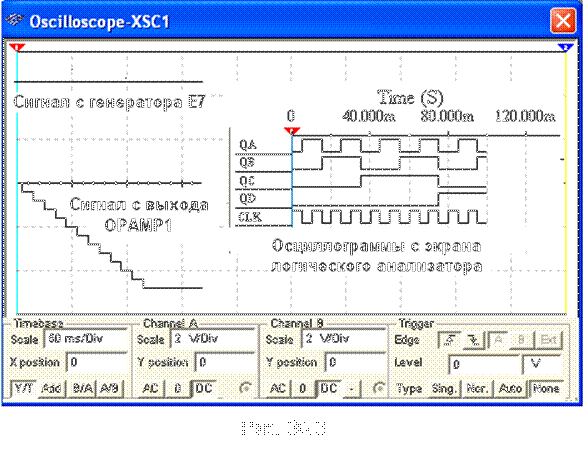 Oscilloscope-XSC1
Сигнал с генератора E7
Time (S)
0 40.000m 80.000m 120.000m
QA
QB
QC
QD
CLK
Сигнал с выхода
OPAMP1
Осциллограммы с экрана
логического анализатора
Timebase
Scale 50 ms/Div
X position 0
Y/T Add B/A A/B
Channel A
Scale 2 V/Div
Y position 0
AC 0 DC
Channel B
Scale 2 V/Div
Y position 0
AC 0 DC -
Trigger
Edge A B Ext
Level 0 V
Type Sing. Nor. Auto None